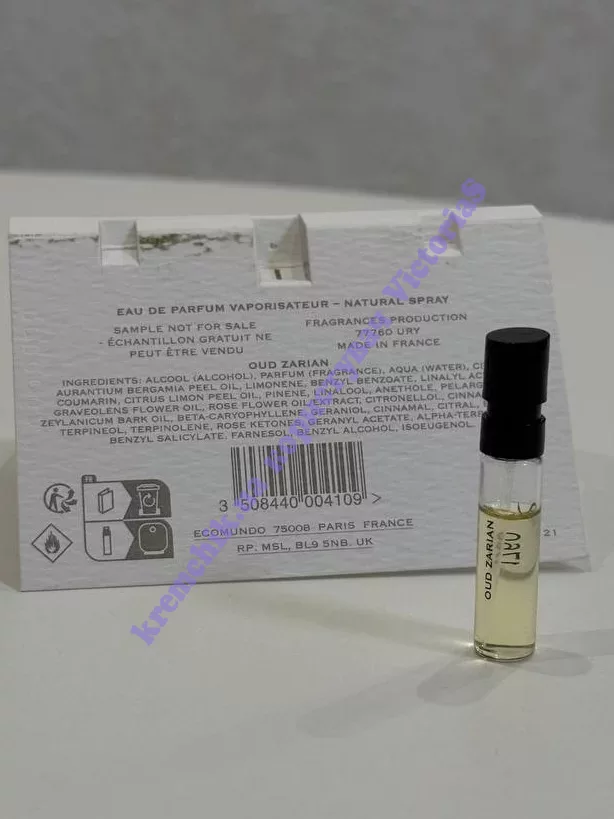 EAU DE PARFUM VAPORISATEUR – NATURAL SPRAY
SAMPLE NOT FOR SALE
- ÉCHANTILLON GRATUIT NE
PEUT ÊTRE VENDU
FRAGRANCES PRODUCTION
77760 URY
MADE IN FRANCE
OUD ZARIAN
INGREDIENTS: ALCOOL (ALCOHOL), PARFUM (FRAGRANCE), AQUA (WATER),
AURANTIUM BERGAMIA PEEL OIL, LIMONENE, BENZYL BENZOATE, LINALYL
COUMARIN, CITRUS LIMON PEEL OIL, PINENE, LINALOOL, ANETHOLE,
GRAVEOLENS FLOWER OIL, ROSE FLOWER OIL/EXTRACT, CITRONELLOL,
ZEYLANICUM BARK OIL, BETA-CARYOPHYLLENE, GERANIOL, CINNAMAL, CITRAL,
TERPINEOL, TERPINOLENE, ROSE KETONES, GERANYL ACETATE,
BENZYL SALICYLATE, FARNESOL, BENZYL ALCOHOL, ISOEUGENOL.
3 508440 004109 >
ECOMUNDO 75008 PARIS FRANCE
RP. MSL, BL9 5NB. UK
21
FR
OUD ZARIAN